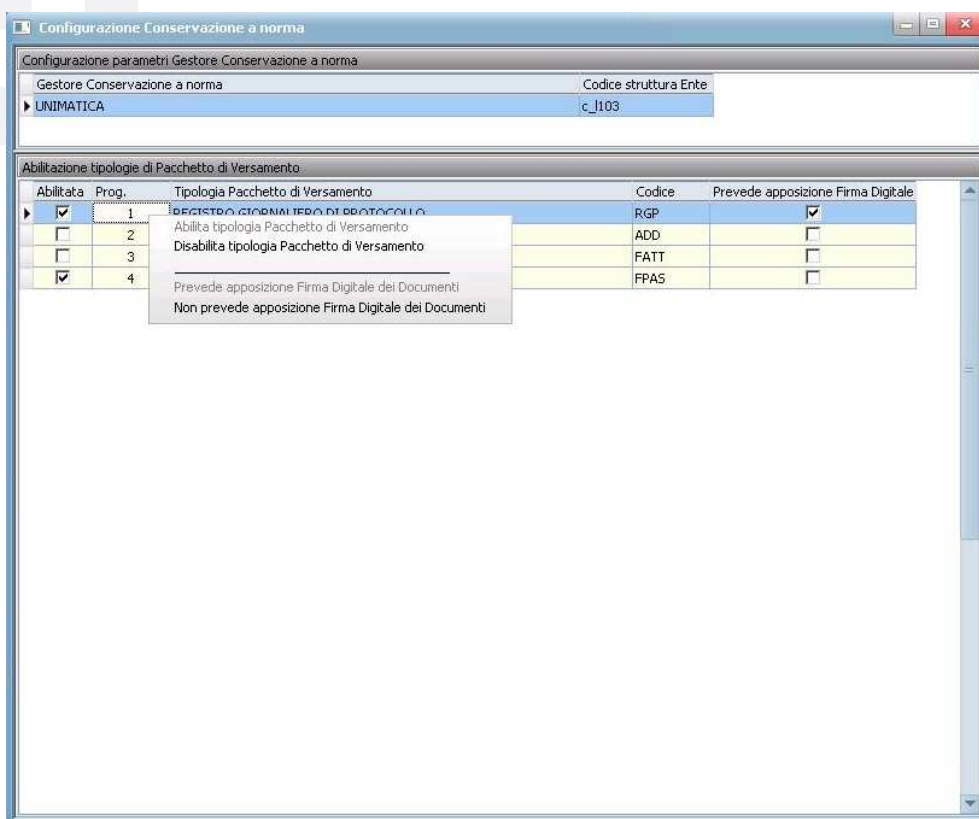 Configurazione Conservazione a norma
Configurazione parametri Gestore Conservazione a norma
Gestore Conservazione a norma Codice struttura Ente
UNIMATICA c_l103
Abilitazione tipologie di Pacchetto di Versamento
Abilitata Prog. Tipologia Pacchetto di Versamento Codice Prevede apposizione Firma Digitale
1 REGISTRO GIORNALIERO DI PROTOCOLLO RGP
Abilita tipologia Pacchetto di Versamento
2 ADD
Disabilita tipologia Pacchetto di Versamento
3 FATT
4 FPAS
Prevede apposizione Firma Digitale dei Documenti
Non prevede apposizione Firma Digitale dei Documenti